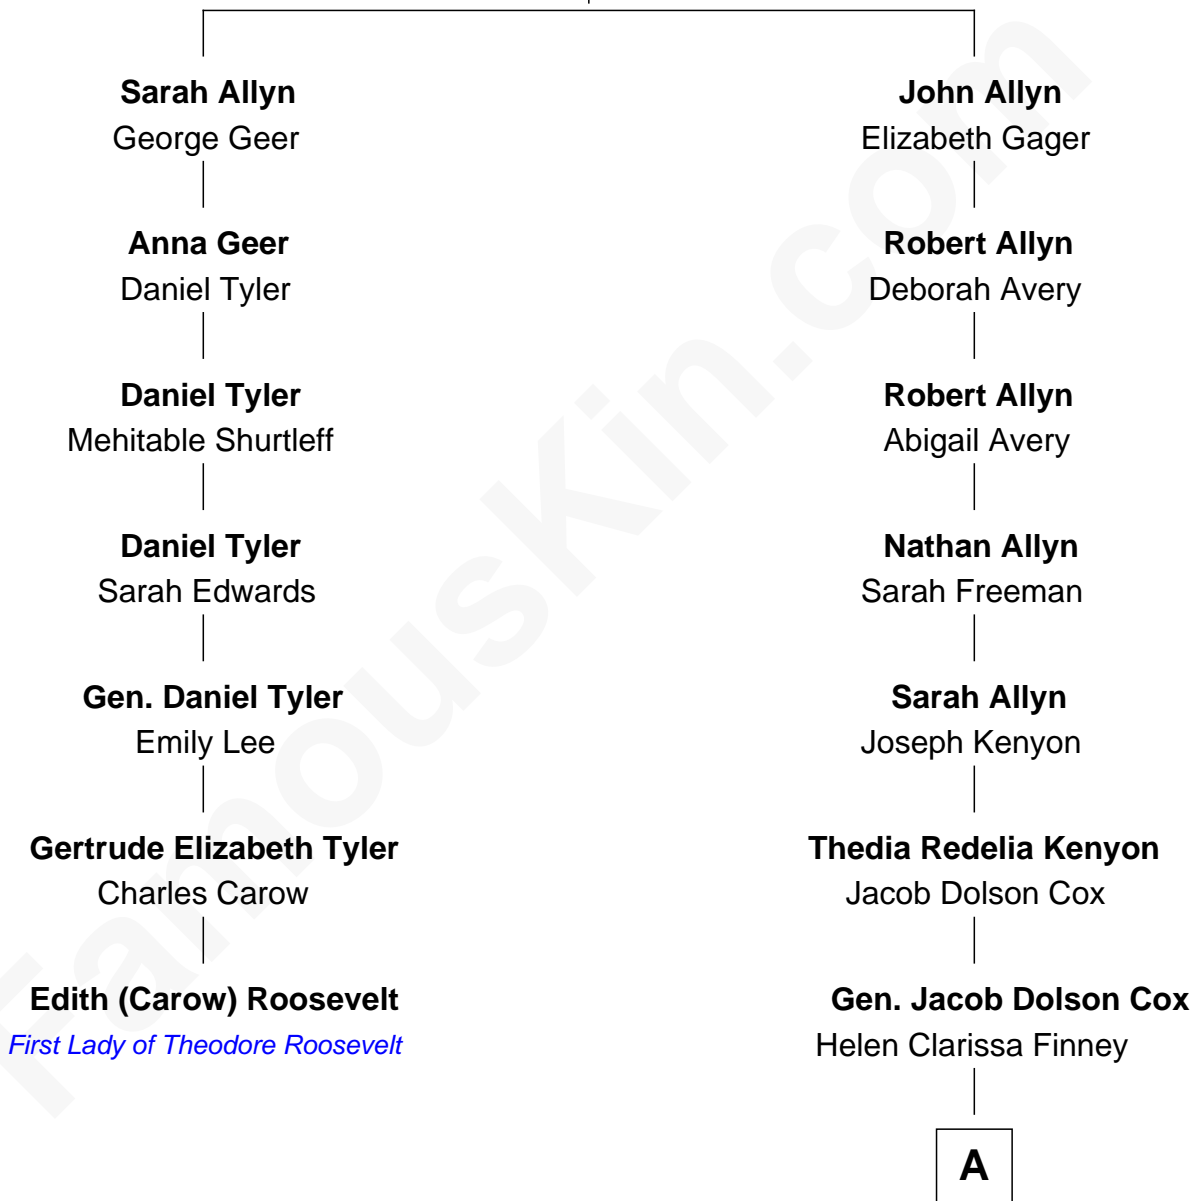 Sarah Allyn
George Geer
Anna Geer
Daniel Tyler
Daniel Tyler
Mehitable Shurtleff
Daniel Tyler
Sarah Edwards
Gen. Daniel Tyler
Emily Lee
Gertrude Elizabeth Tyler
Charles Carow
Edith (Carow) Roosevelt
First Lady of Theodore Roosevelt
John Allyn
Elizabeth Gager
Robert Allyn
Deborah Avery
Robert Allyn
Abigail Avery
Nathan Allyn
Sarah Freeman
Sarah Allyn
Joseph Kenyon
Thedia Redelia Kenyon
Jacob Dolson Cox
Gen. Jacob Dolson Cox
Helen Clarissa Finney
A
FamousKin.com